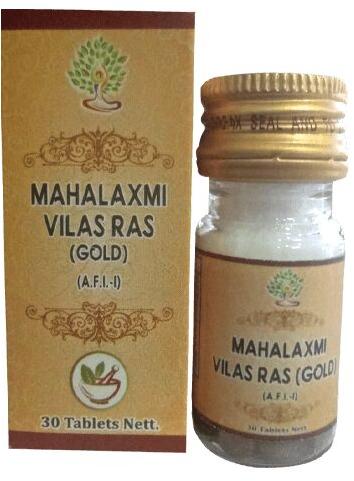 MAHALAXMI
VILAS RAS
(GOLD)
(A.F.I.-I)
30 Tablets Nett.
SEAL AND
MAHALAXMI
VILAS RAS (GOLD)
(A.F.I.-I)
30 Tablets Nett